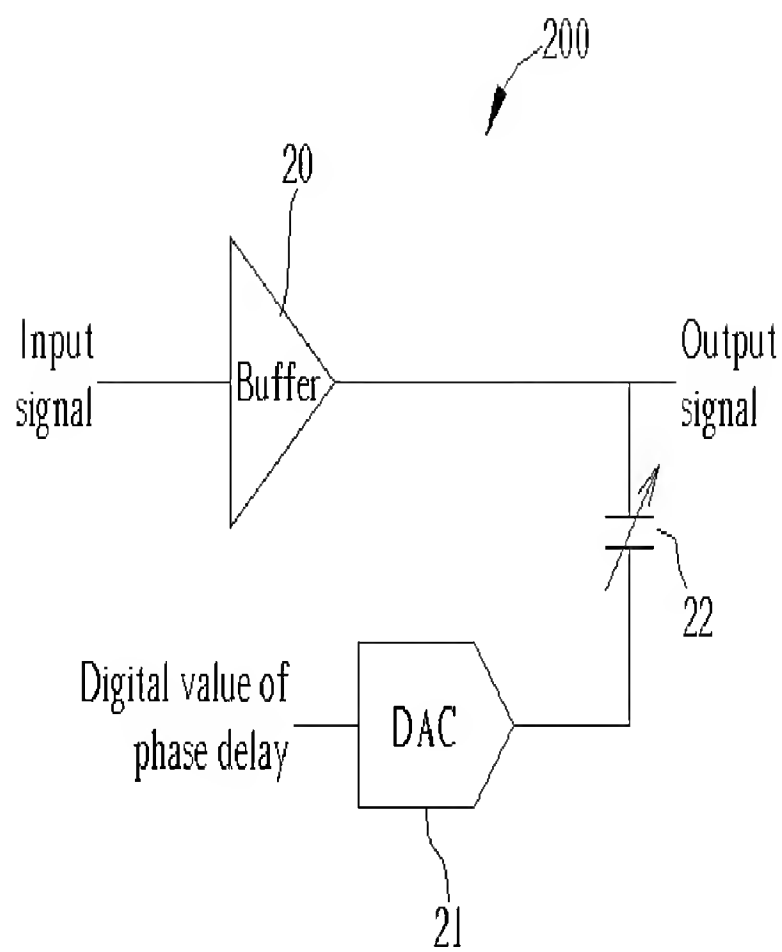 200
20
Input
signal
Buffer
Output
signal
22
Digital value of
phase delay
DAC
21